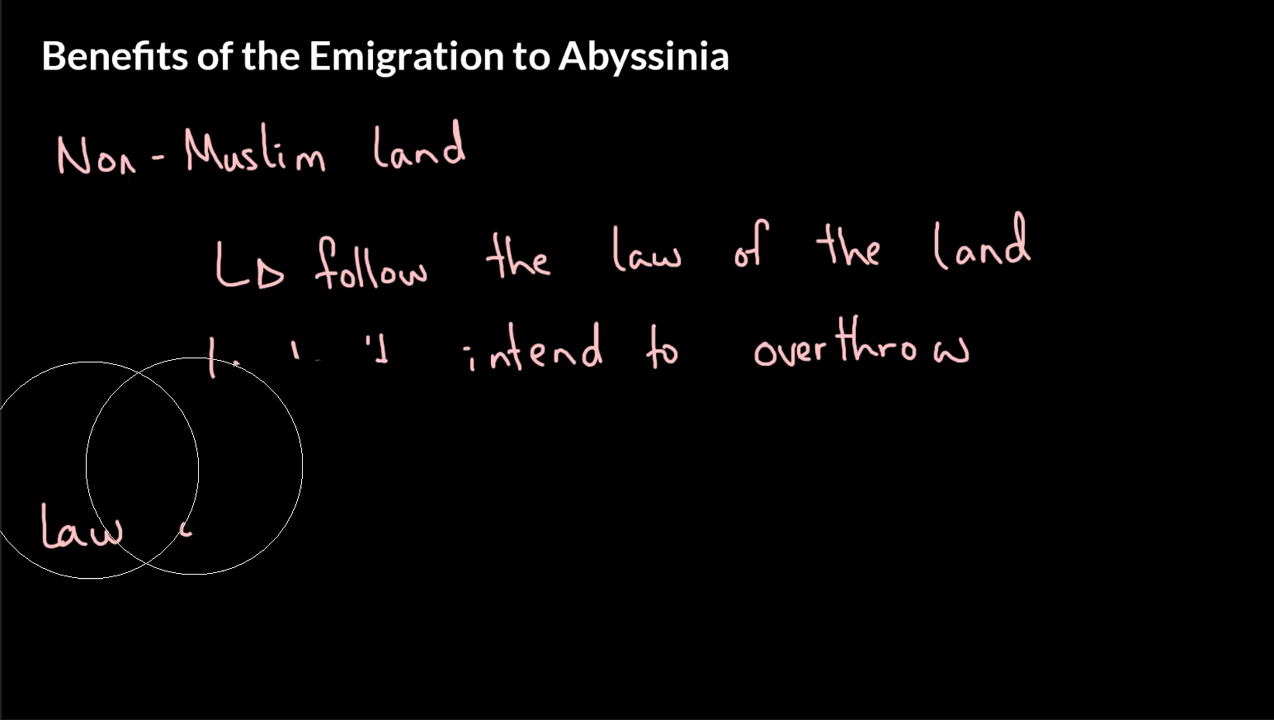 Benefits of the Emigration to Abyssinia
Non-Muslim land
follow the law of the land
intend to overthrow
law